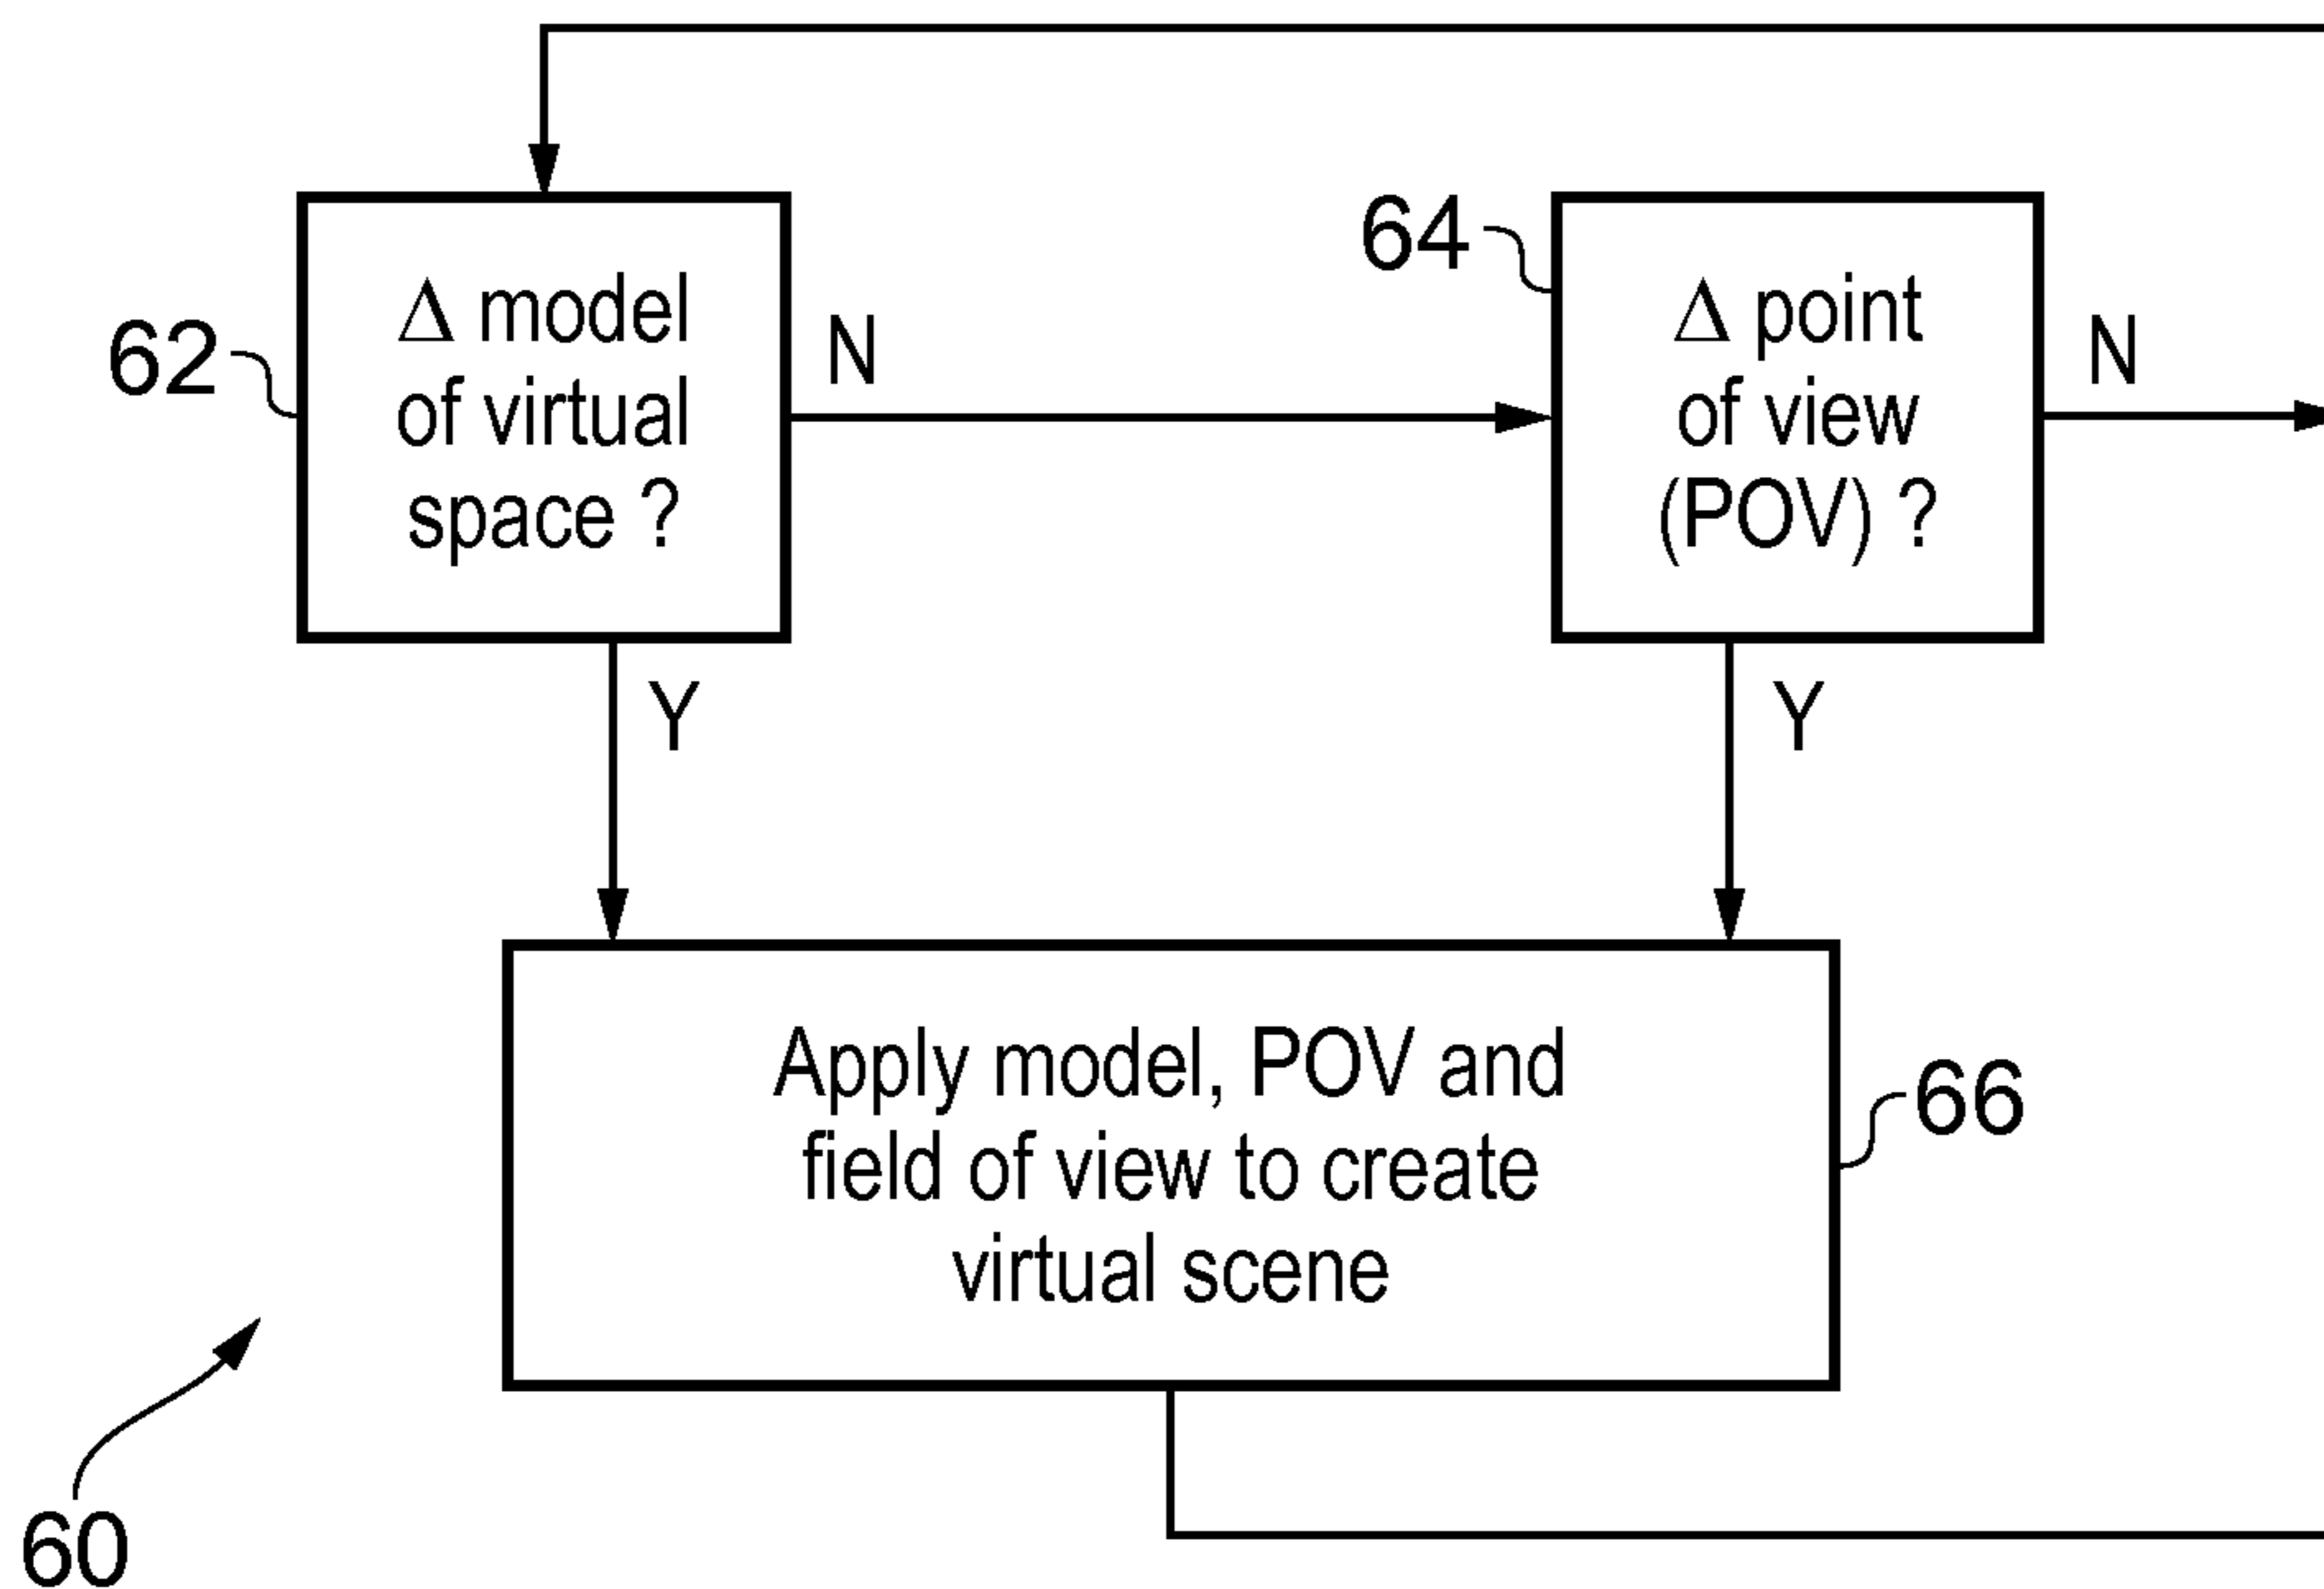 62
Δ model
of virtual
space ?
N
64
Δ point
of view
(POV) ?
N
Y
Y
Apply model, POV and
field of view to create
virtual scene
66
60